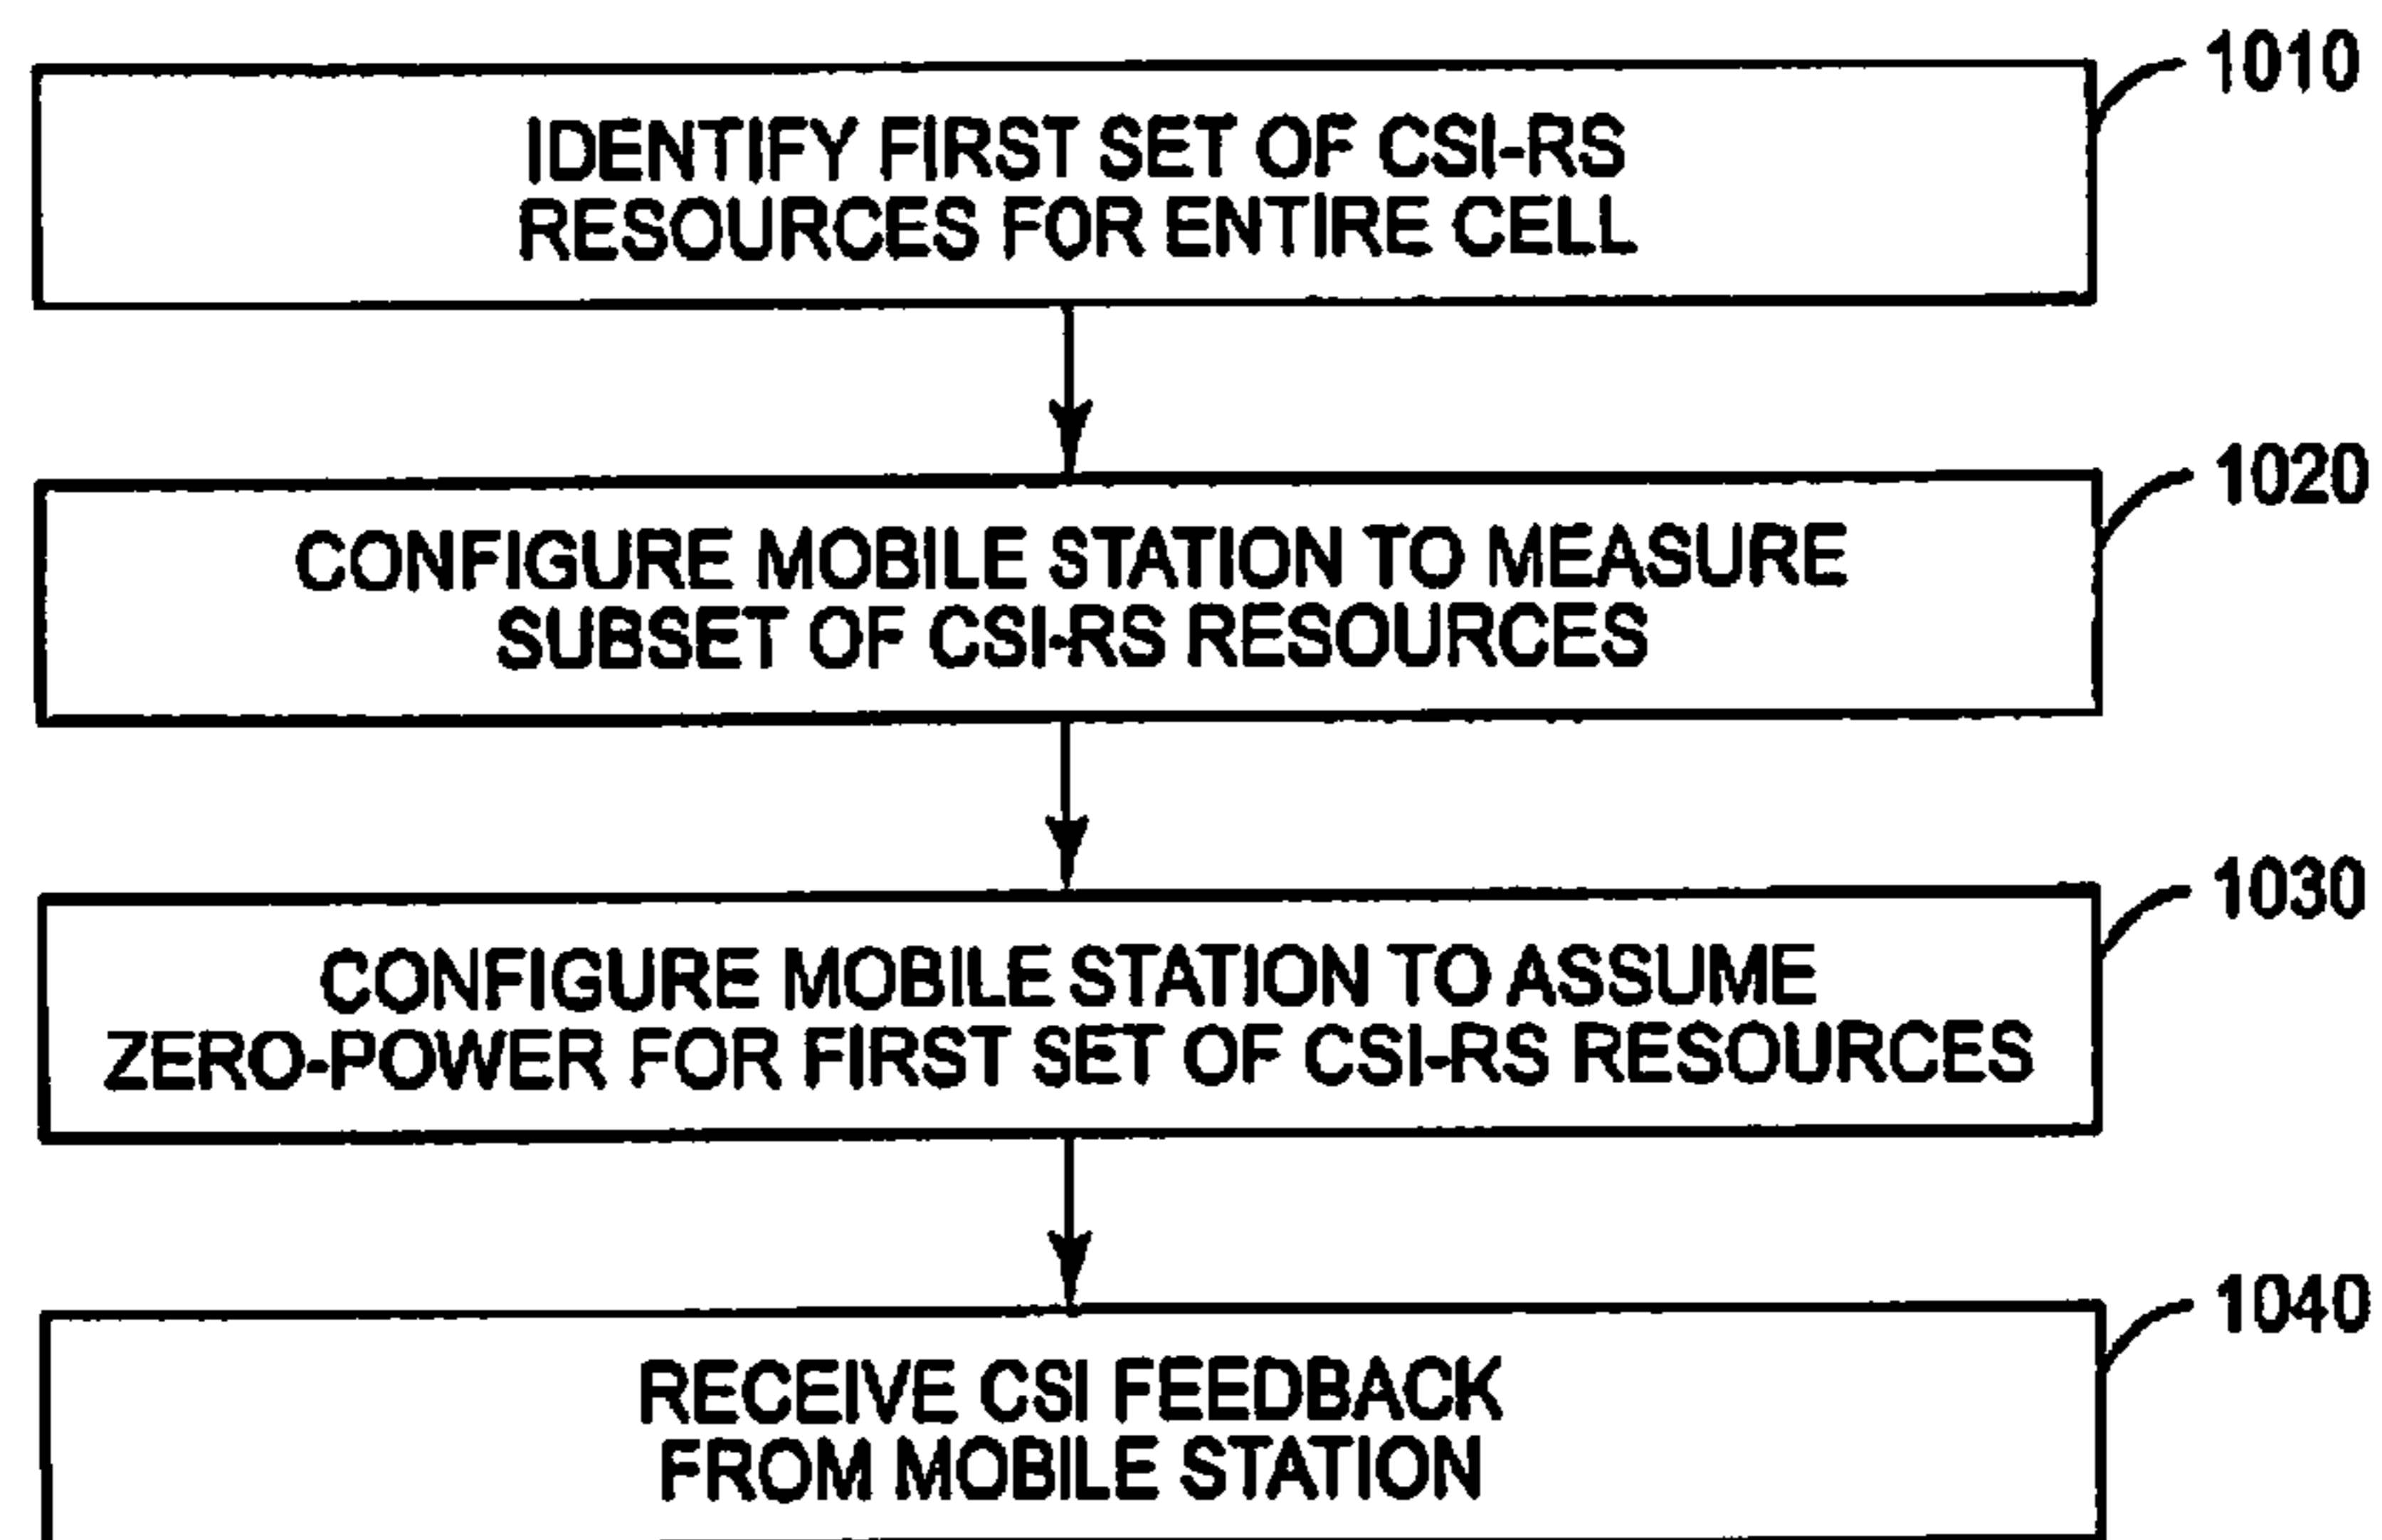 1010
IDENTIFY FIRST SET OF CSI-RS
RESOURCES FOR ENTIRE CELL
1020
CONFIGURE MOBILE STATION TO MEASURE
SUBSET OF CSI-RS RESOURCES
1030
CONFIGURE MOBILE STATION TO ASSUME
ZERO-POWER FOR FIRST SET OF CSI-RS RESOURCES
1040
RECEIVE CSI FEEDBACK
FROM MOBILE STATION